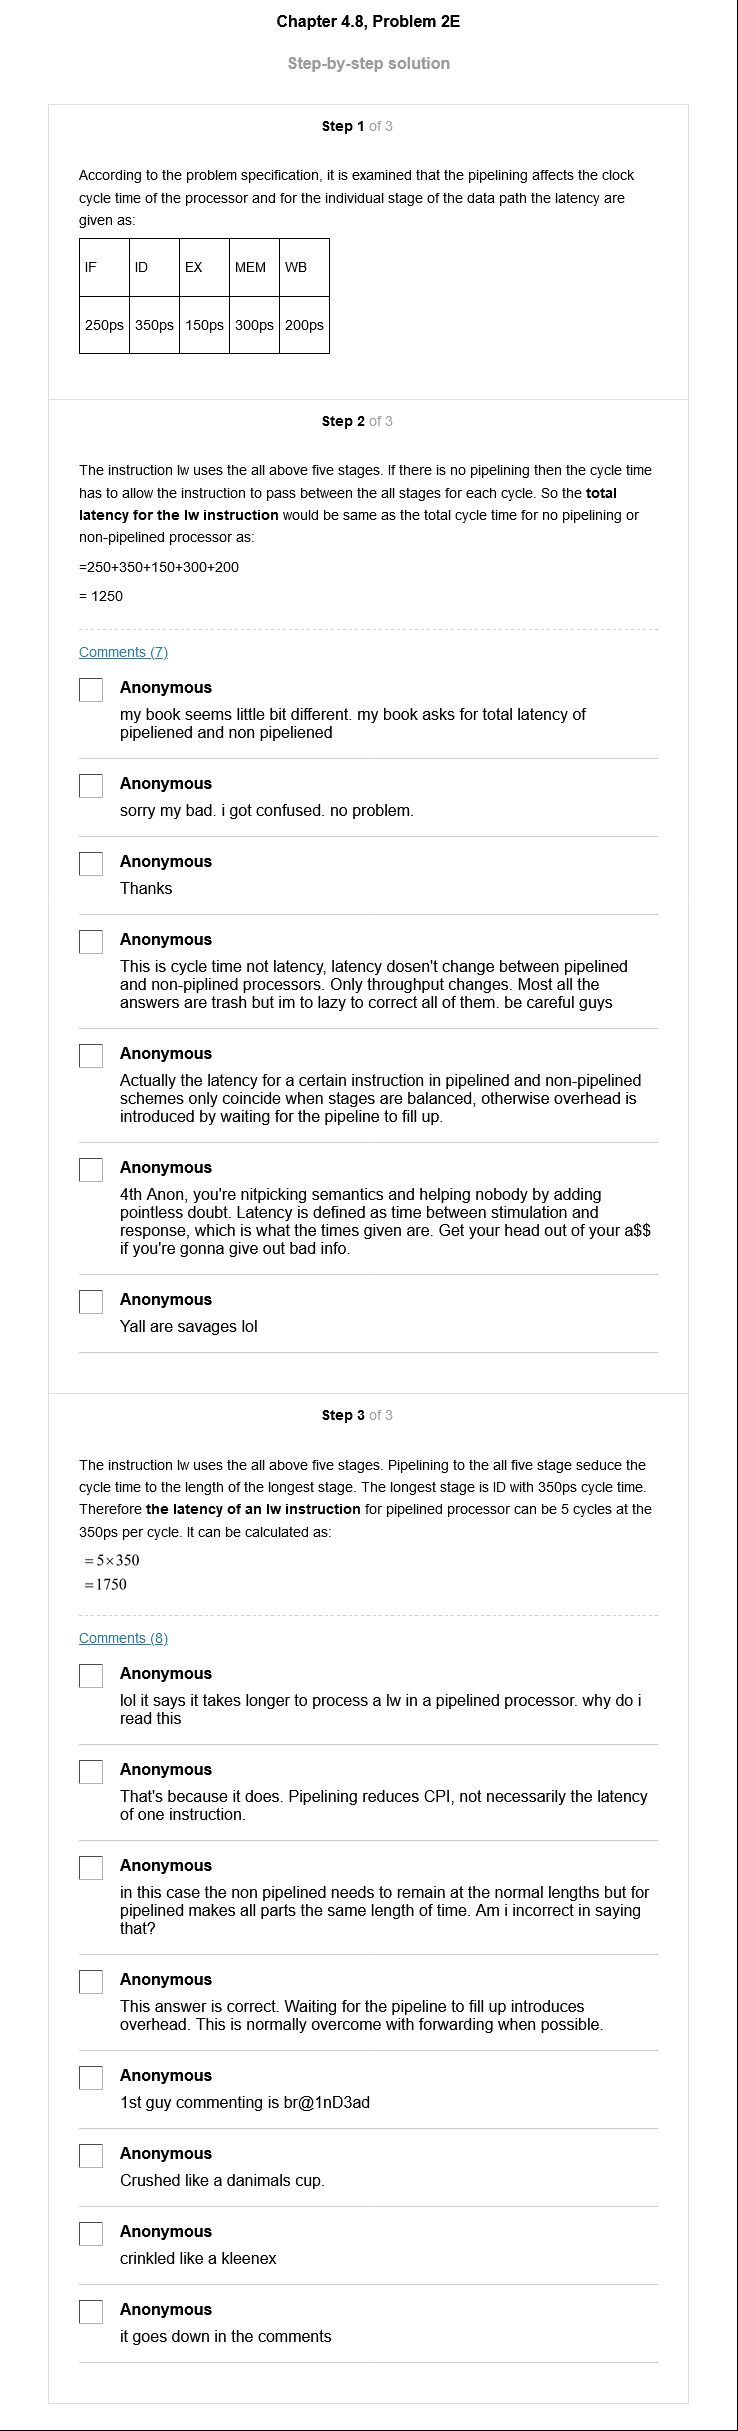 Chapter 4.8, Problem 2E
Step-by-step solution
Step 1 of 3
According to the problem specification, it is examined that the pipelining affects the clock
cycle time of the processor and for the individual stage of the data path the latency are
given as:
IF ID EX MEM WB
250ps 350ps 150ps 300ps 200ps
Step 2 of 3
The instruction lw uses the all above five stages. If there is no pipelining then the cycle time
has to allow the instruction to pass between the all stages for each cycle. So the total
latency for the lw instruction would be same as the total cycle time for no pipelining or
non-pipelined processor as:
=250+350+150+300+200
= 1250
Comments (7)
Anonymous
my book seems little bit different. my book asks for total latency of
pipeliened and non pipeliened
Anonymous
sorry my bad. i got confused. no problem.
Anonymous
Thanks
Anonymous
This is cycle time not latency, latency dosen't change between pipelined
and non-piplined processors. Only throughput changes. Most all the
answers are trash but im to lazy to correct all of them. be careful guys
Anonymous
Actually the latency for a certain instruction in pipelined and non-pipelined
schemes only coincide when stages are balanced, otherwise overhead is
introduced by waiting for the pipeline to fill up.
Anonymous
4th Anon, you're nitpicking semantics and helping nobody by adding
pointless doubt. Latency is defined as time between stimulation and
response, which is what the times given are. Get your head out of your a$$
if you're gonna give out bad info.
Anonymous
Yall are savages lol
Step 3 of 3
The instruction lw uses the all above five stages. Pipelining to the all five stage seduce the
cycle time to the length of the longest stage. The longest stage is ID with 350ps cycle time.
Therefore the latency of an lw instruction for pipelined processor can be 5 cycles at the
350ps per cycle. It can be calculated as:
=5×350
=1750
Comments (8)
Anonymous
lol it says it takes longer to process a lw in a pipelined processor. why do i
read this
Anonymous
That's because it does. Pipelining reduces CPI, not necessarily the latency
of one instruction.
Anonymous
in this case the non pipelined needs to remain at the normal lengths but for
pipelined makes all parts the same length of time. Am i incorrect in saying
that?
Anonymous
This answer is correct. Waiting for the pipeline to fill up introduces
overhead. This is normally overcome with forwarding when possible.
Anonymous
1st guy commenting is br@1nD3ad
Anonymous
Crushed like a danimals cup.
Anonymous
crinkled like a kleenex
Anonymous
it goes down in the comments